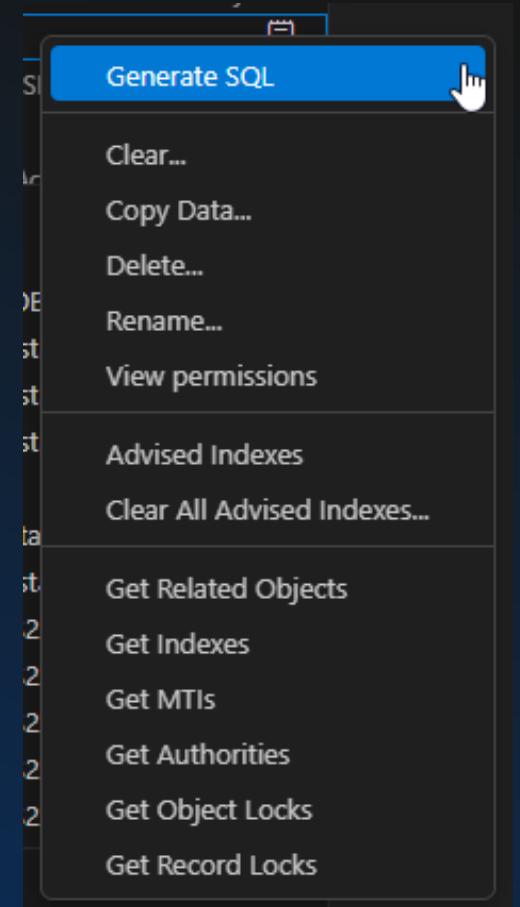 Generate SQL
Clear...
Copy Data...
Delete...
Rename...
View permissions
Advised Indexes
Clear All Advised Indexes...
Get Related Objects
Get Indexes
Get MTIs
Get Authorities
Get Object Locks
Get Record Locks